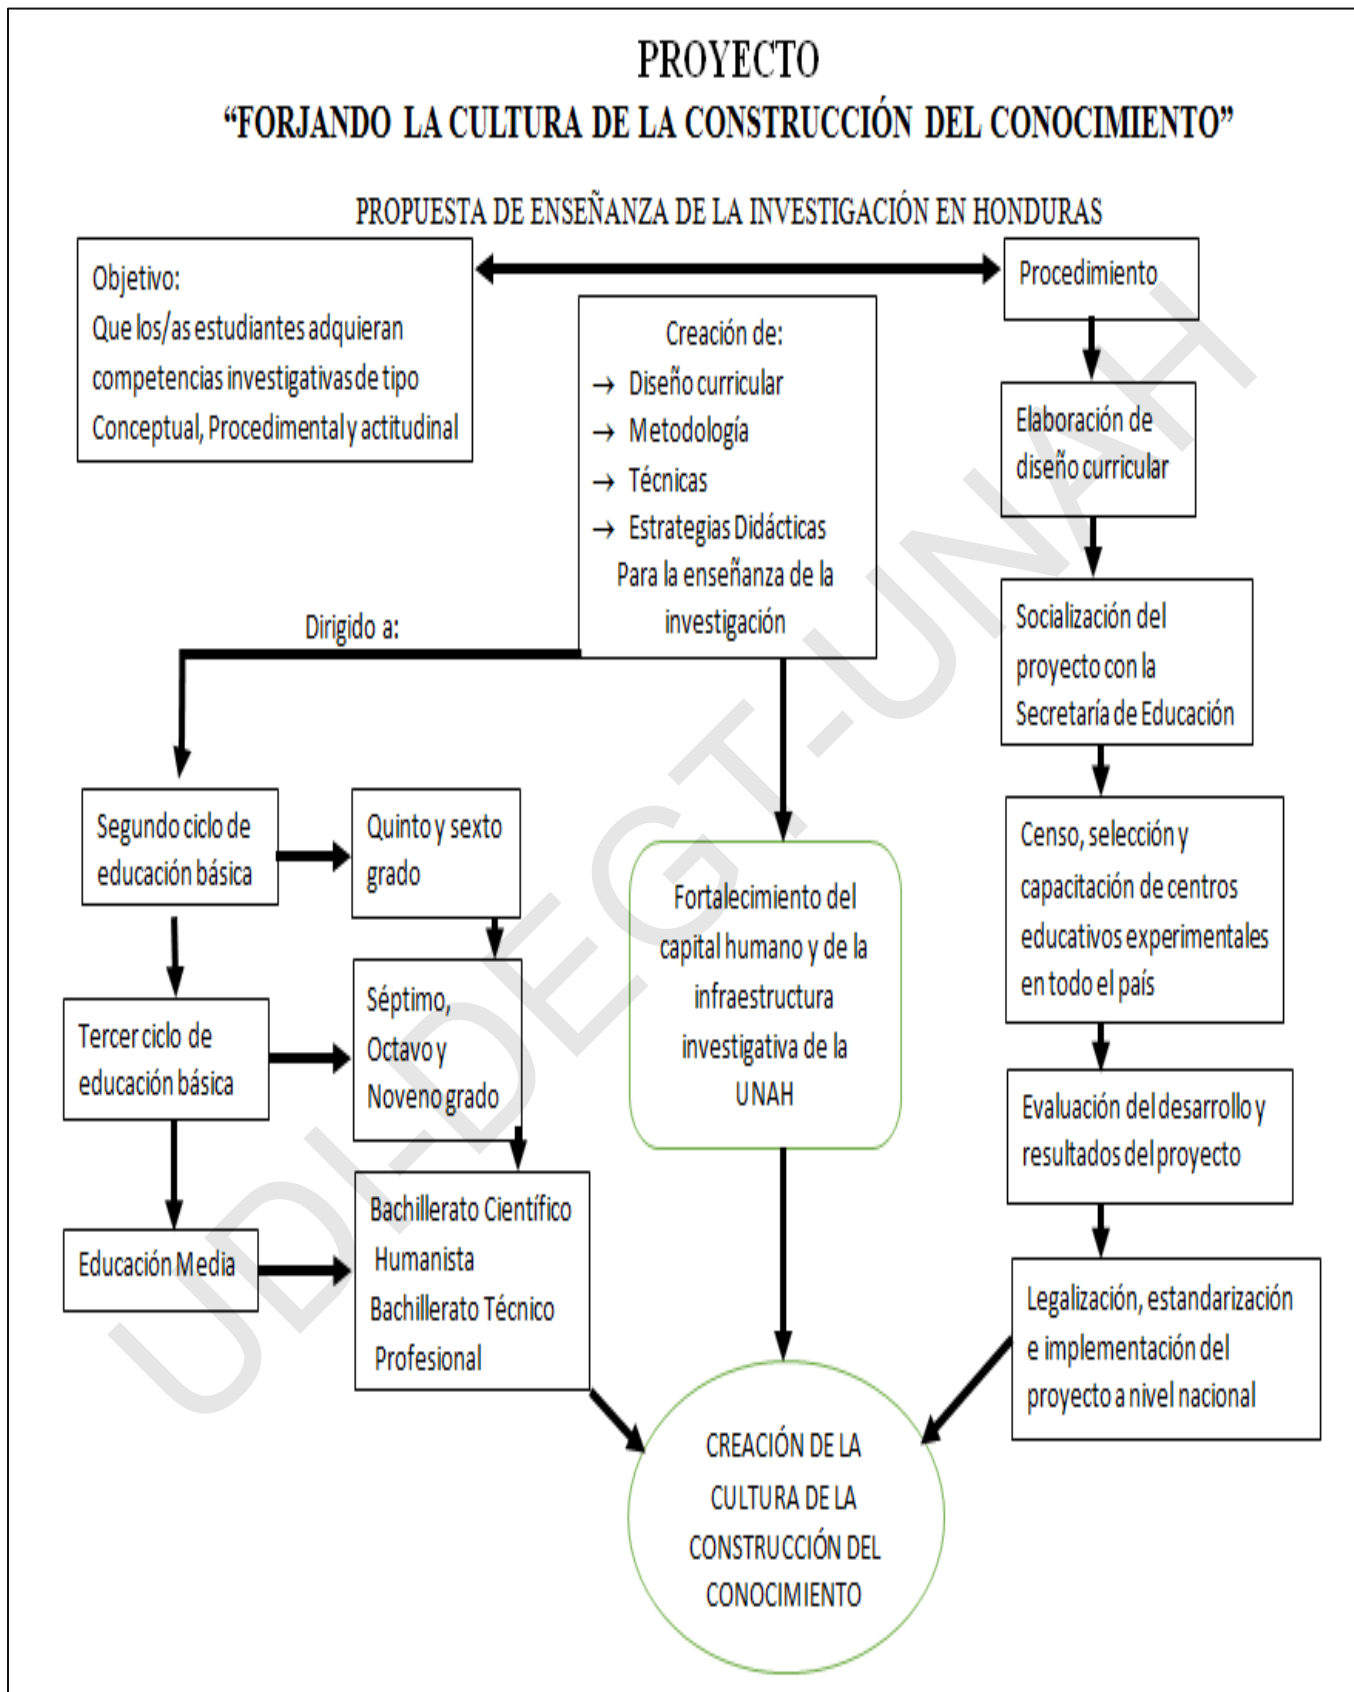 PROYECTO
“FORJANDO LA CULTURA DE LA CONSTRUCCIÓN DEL CONOCIMIENTO”
PROPUESTA DE ENSEÑANZA DE LA INVESTIGACIÓN EN HONDURAS
Objetivo:
Que los/as estudiantes adquieran
competencias investigativas de tipo
Conceptual, Procedimental y actitudinal
Creación de:
→ Diseño curricular
→ Metodología
→ Técnicas
→ Estrategias Didácticas
Para la enseñanza de la
investigación
Procedimiento
Elaboración de
diseño curricular
Socialización del
proyecto con la
Secretaría de Educación
Censo, selección y
capacitación de centros
educativos experimentales
en todo el país
Evaluación del desarrollo y
resultados del proyecto
Legalización, estandarización
e implementación del
proyecto a nivel nacional
Dirigido a:
Segundo ciclo de
educación básica
Quinto y sexto
grado
Tercer ciclo de
educación básica
Séptimo,
Octavo y
Noveno grado
Educación Media
Bachillerato Científico
Humanista
Bachillerato Técnico
Profesional
Fortalecimiento del
capital humano y de la
infraestructura
investigativa de la
UNAH
CREACIÓN DE LA
CULTURA DE LA
CONSTRUCCIÓN DEL
CONOCIMIENTO
UDI-DEGT-UNAH